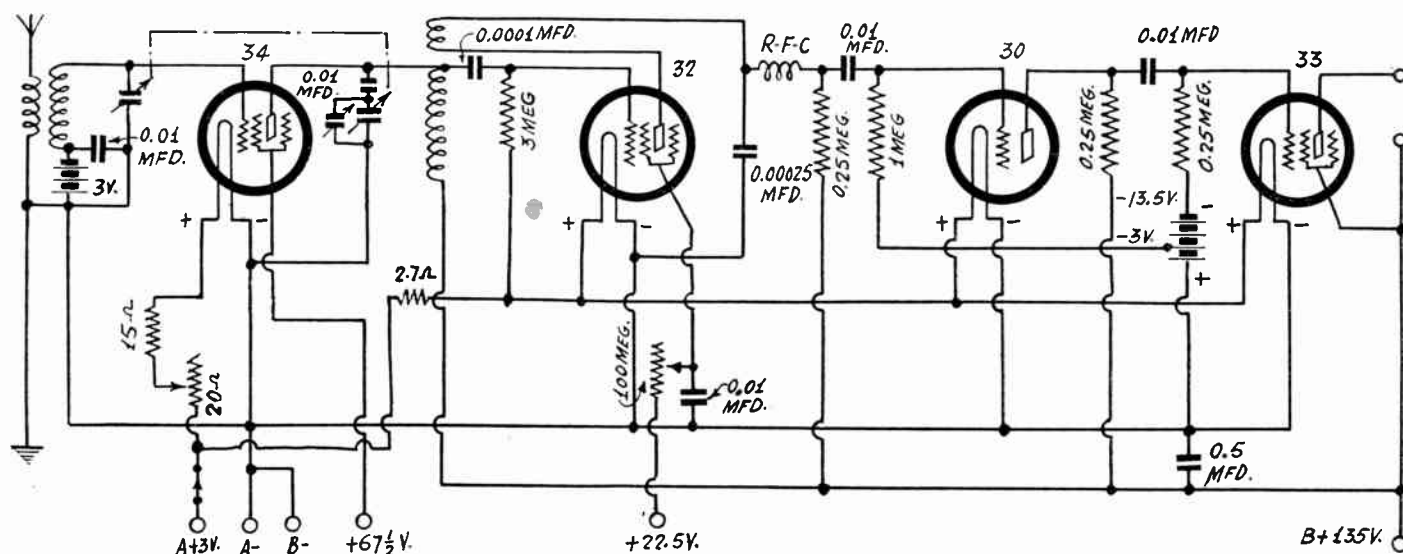 34
0.01 MFD.
3V.
0.01 MFD.
+ -
15Ω
20Ω
A+3V.
A-
B-
+67½V.
0.0001 MFD.
3 MEG
32
+ -
2.7Ω
100 MEG.
0.01 MFD.
+22.5V.
R-F-C
0.00025 MFD.
0.25 MEG.
0.01 MFD.
1 MEG
30
+ -
0.01 MFD
0.25 MEG.
0.25 MEG.
-13.5V. -
-3V.
+
33
+ -
0.5 MFD.
B+135V.